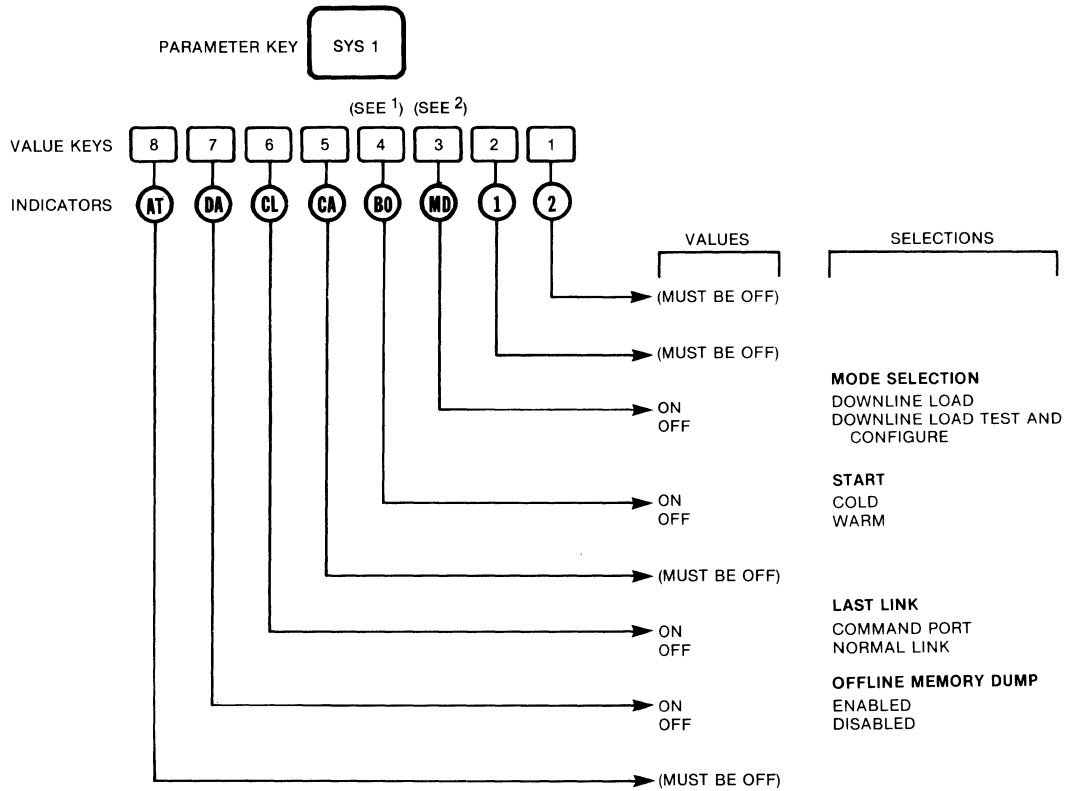 PARAMETER KEY SYS 1
(SEE 1) (SEE 2)
VALUE KEYS 8 7 6 5 4 3 2 1
INDICATORS AT DA CL CA BO MD 1 2
VALUES SELECTIONS
(MUST BE OFF)
(MUST BE OFF)
MODE SELECTION
ON DOWNLINE LOAD
OFF DOWNLINE LOAD TEST AND
CONFIGURE
START
ON COLD
OFF WARM
(MUST BE OFF)
LAST LINK
ON COMMAND PORT
OFF NORMAL LINK
OFFLINE MEMORY DUMP
ON ENABLED
OFF DISABLED
(MUST BE OFF)